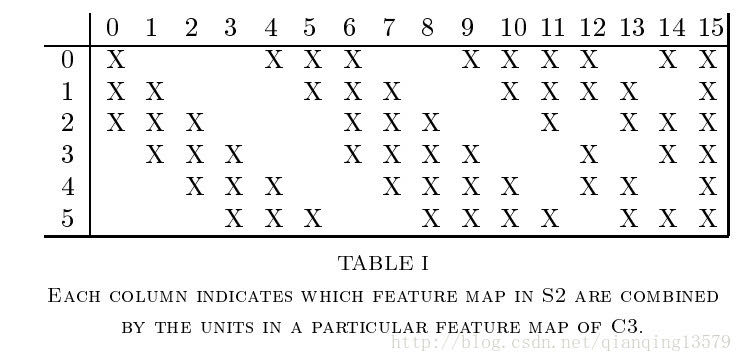 0 1 2 3 4 5 6 7 8 9 10 11 12 13 14 15
0 X X X X X X X X X X
1 X X X X X X X X X X
2 X X X X X X X X X X
3 X X X X X X X X X X
4 X X X X X X X X X X
5 X X X X X X X X X X
TABLE I
Each column indicates which feature map in S2 are combined
by the units in a particular feature map of C3.
http://blog.csdn.net/qianqing13579